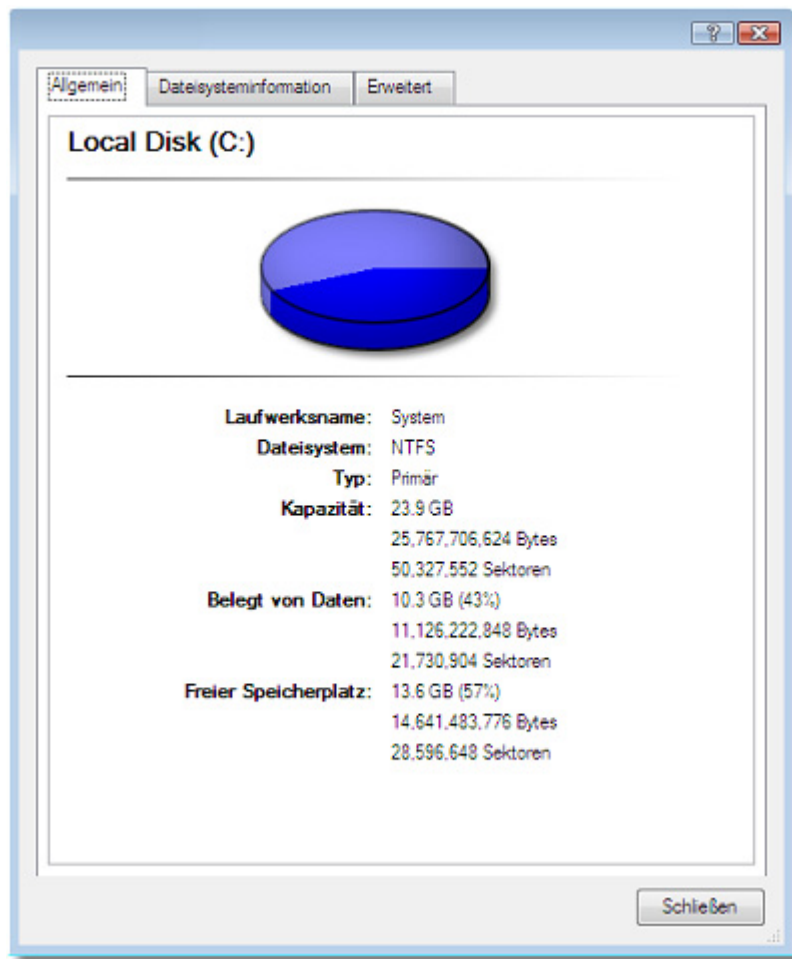 Allgemein Dateisysteminformation Erweitert
Local Disk (C:)
Laufwerksname: System
Dateisystem: NTFS
Typ: Primär
Kapazität: 23.9 GB
25,767,706,624 Bytes
50,327,552 Sektoren
Belegt von Daten: 10.3 GB (43%)
11,126,222,848 Bytes
21,730,904 Sektoren
Freier Speicherplatz: 13.6 GB (57%)
14,641,483,776 Bytes
28,596,648 Sektoren
Schließen